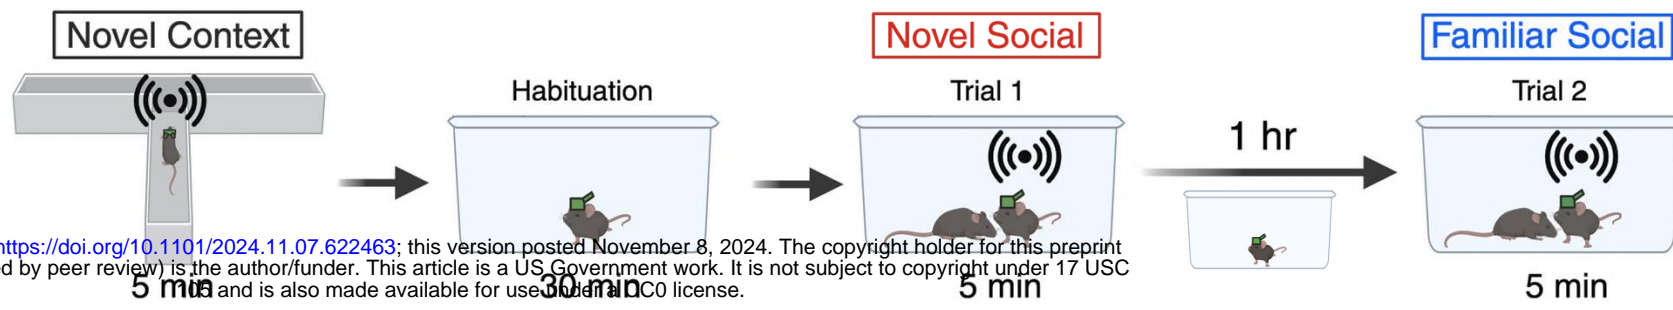 Novel Context
Novel Social
Familiar Social
Habituation
Trial 1
Trial 2
1 hr
https://doi.org/10.1101/2024.11.07.622463; this version posted November 8, 2024. The copyright holder for this preprint
ed by peer review) is the author/funder. This article is a US Government work. It is not subject to copyright under 17 USC
105 and is also made available for use under a CC0 license.
5 min
30 min
5 min
5 min